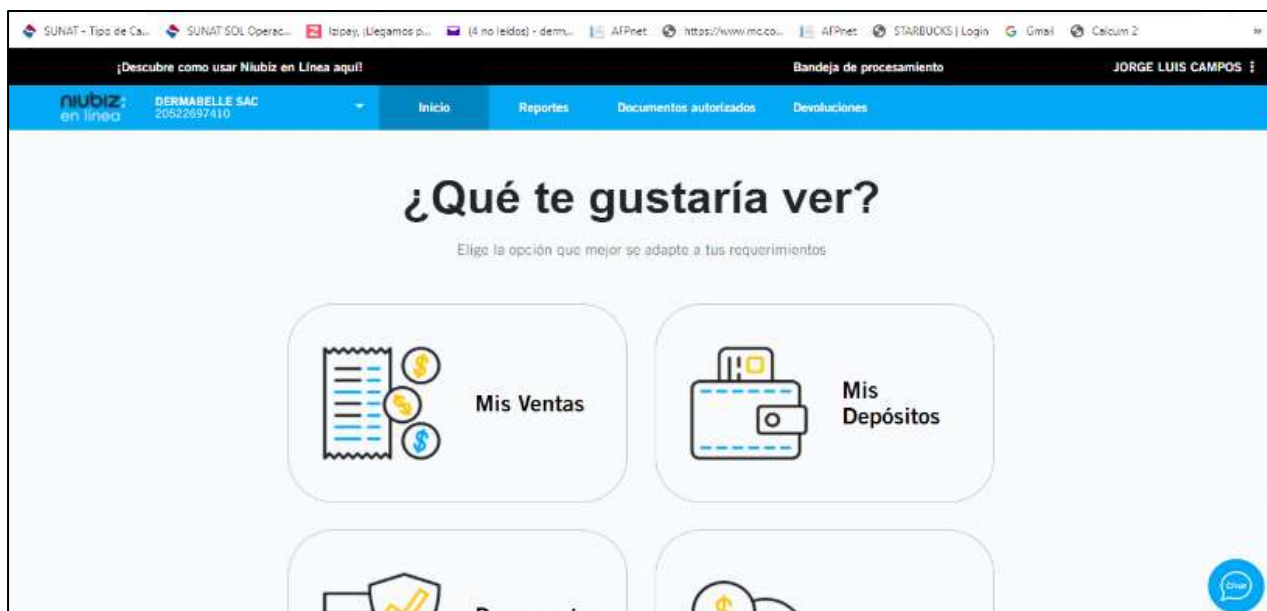 SUNAT - Tipo de Ca... SUNAT SOL Operac... Izipay, ¡Llegamos p... (4 no leídos) - derm... AFPnet https://www.mc.co... AFPnet STARBUCKS | Login Gmail Calcum 2 »
¡Descubre como usar Niubiz en Línea aquí! Bandeja de procesamiento JORGE LUIS CAMPOS
niubiz: DERMABELLE SAC Inicio Reportes Documentos autorizados Devoluciones
en línea 20522697410
¿Qué te gustaría ver?
Elige la opción que mejor se adapte a tus requerimientos
Mis Ventas
Mis
Depósitos
Chat